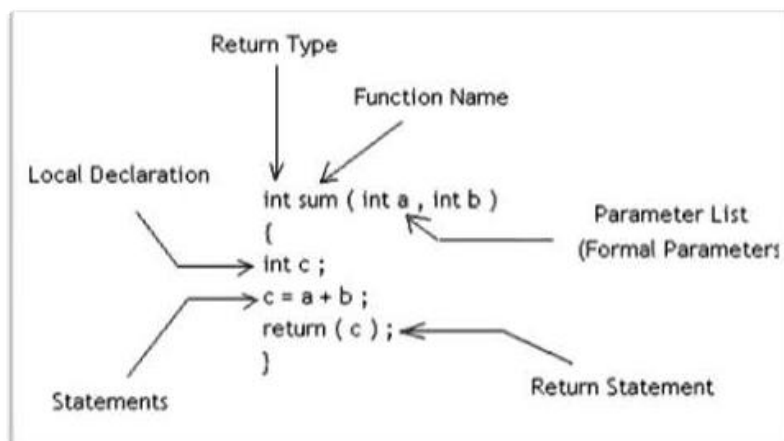 Return Type
Function Name
Local Declaration
int sum ( int a , int b )
Parameter List
(Formal Parameters
{
int c ;
c = a + b ;
return ( c ) ;
}
Return Statement
Statements